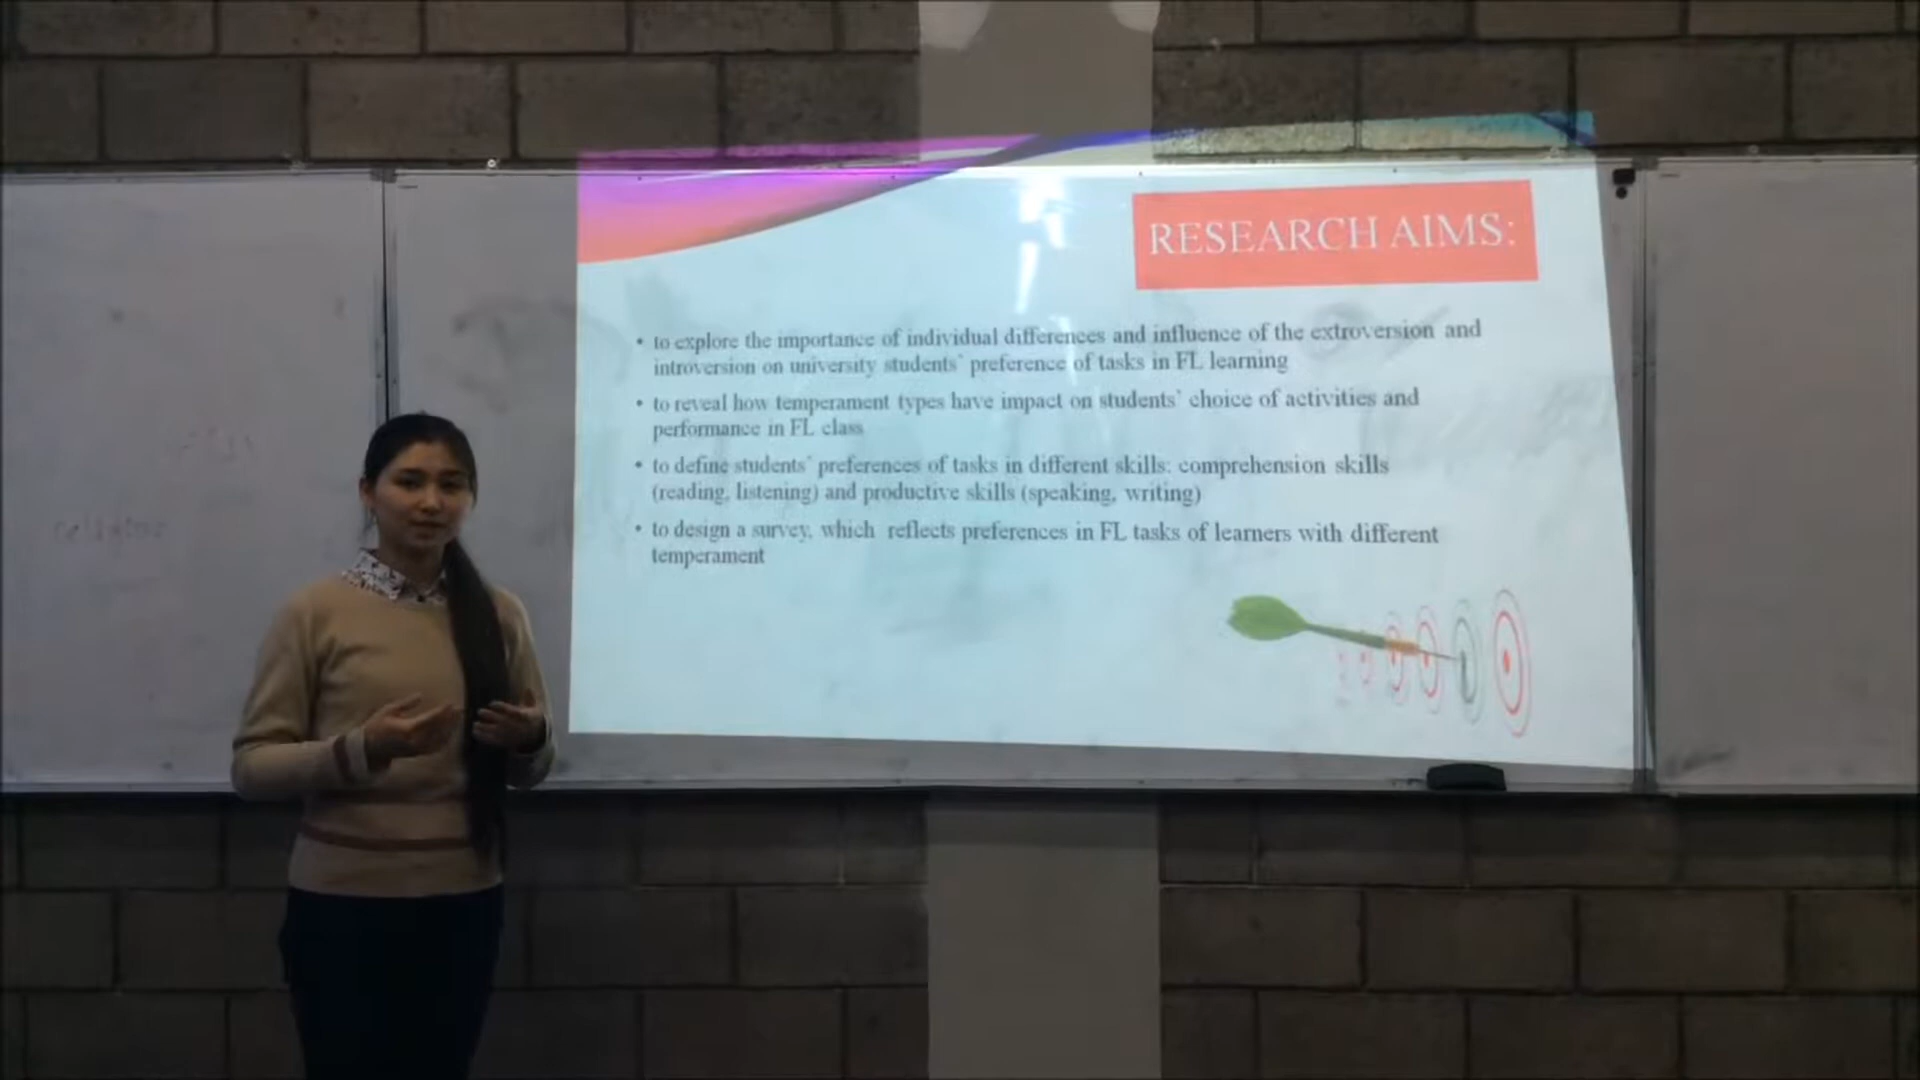 RESEARCH AIMS:
• to explore the importance of individual differences and influence of the extroversion and
introversion on university students' preference of tasks in FL learning
• to reveal how temperament types have impact on students' choice of activities and
performance in FL class
• to define students' preferences of tasks in different skills: comprehension skills
(reading, listening) and productive skills (speaking, writing)
• to design a survey, which reflects preferences in FL tasks of learners with different
temperament